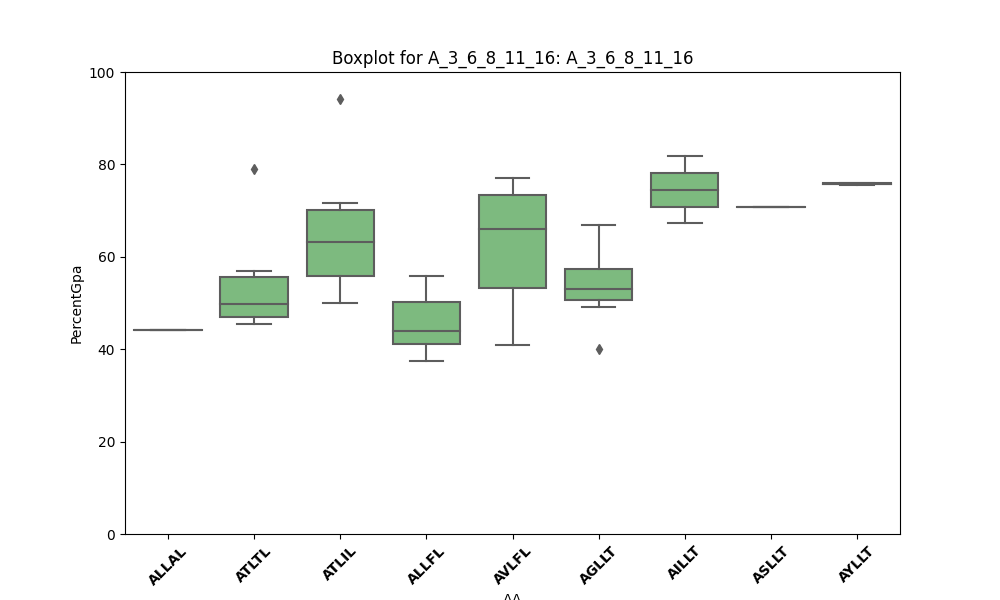 Boxplot for A_3_6_8_11_16: A_3_6_8_11_16
100
80
60
40
20
0
PercentGpa
ALLAL
ATLTL
ATLIL
ALLFL
AVLFL
AGLLT
AILLT
ASLLT
AYLLT
AA